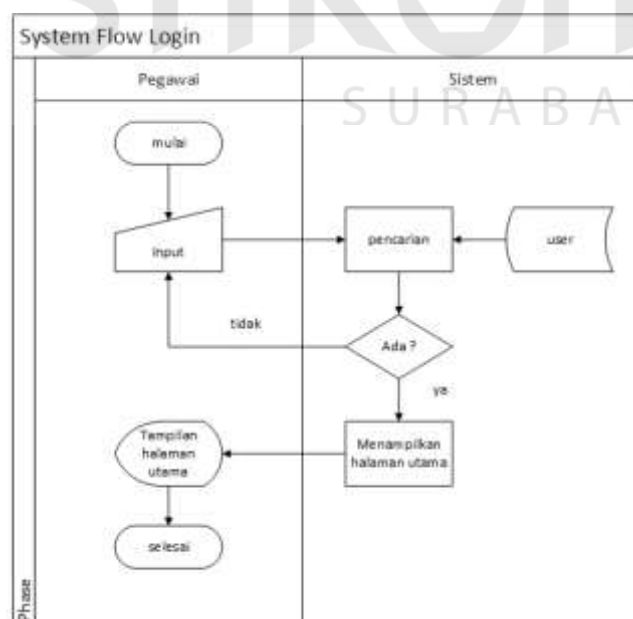 System Flow Login
Pegawai
Sistem
SURABA
mulai
input
pencarian
user
tidak
Ada ?
ya
Tampilan
halaman
utama
Menampilkan
halaman utama
selesai
Phase